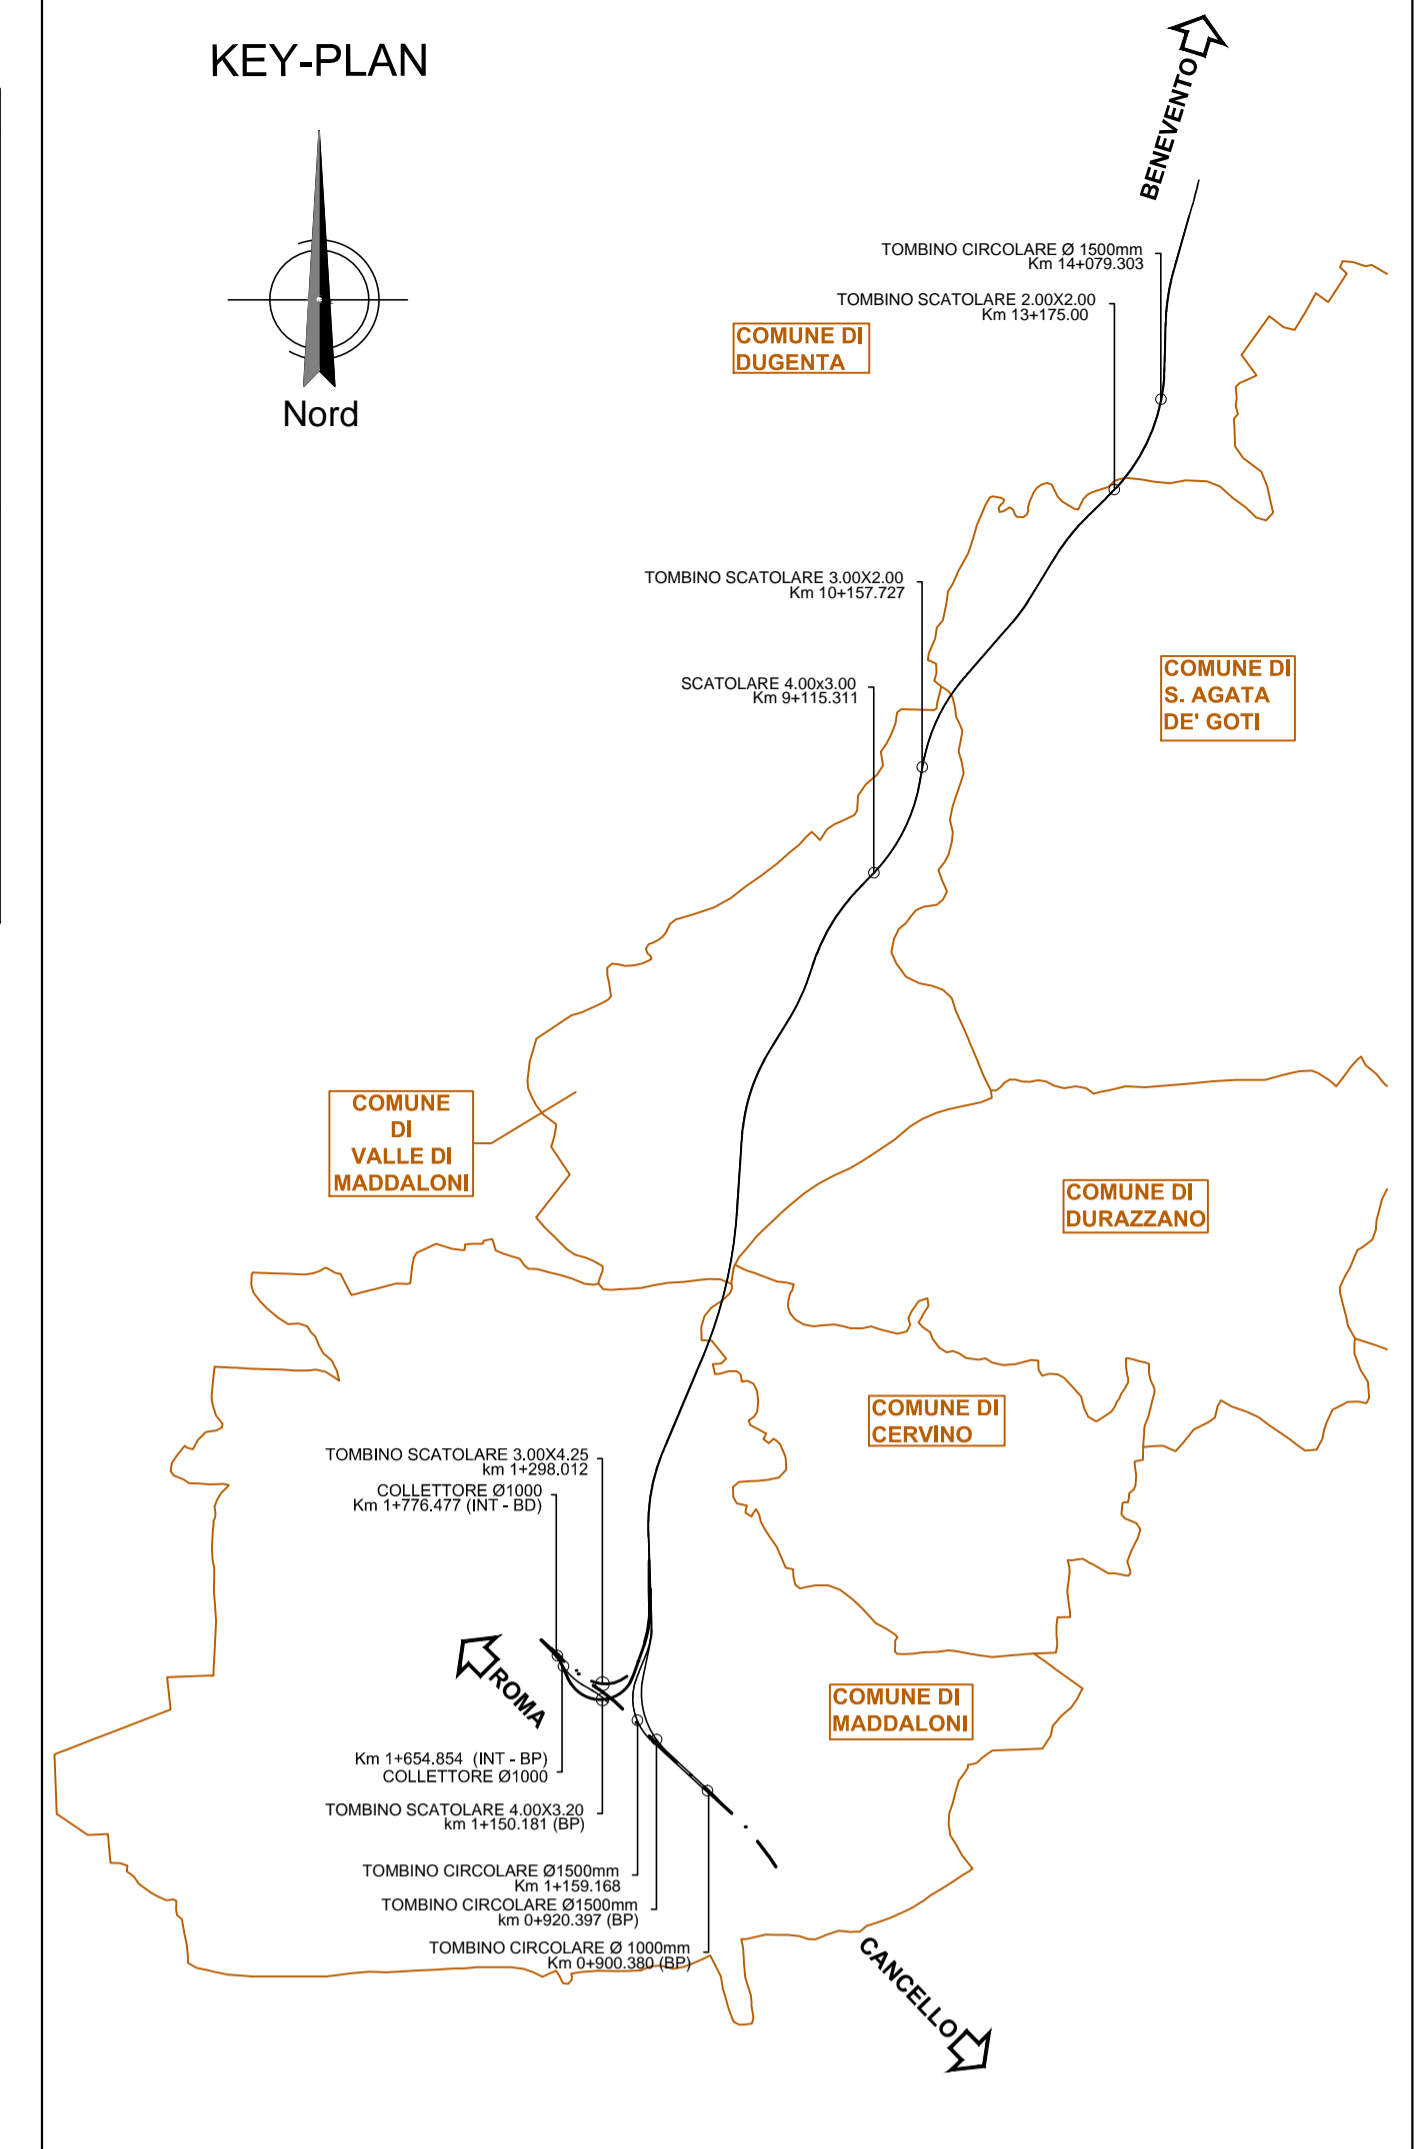 KEY-PLAN
Nord
BENEVENTO
TOMBINO CIRCOLARE Ø 1500mm
Km 14+079.303
TOMBINO SCATOLARE 2.00X2.00
Km 13+175.00
COMUNE DI
DUGENTA
TOMBINO SCATOLARE 3.00X2.00
Km 10+157.727
SCATOLARE 4.00x3.00
Km 9+115.311
COMUNE DI
S. AGATA
DE' GOTI
COMUNE
DI
VALLE DI
MADDALONI
COMUNE DI
DURAZZANO
COMUNE DI
CERVINO
TOMBINO SCATOLARE 3.00X4.25
km 1+298.012
COLLETTORE Ø1000
Km 1+776.477 (INT - BD)
ROMA
COMUNE DI
MADDALONI
Km 1+654.854 (INT - BP)
COLLETTORE Ø1000
TOMBINO SCATOLARE 4.00X3.20
km 1+150.181 (BP)
TOMBINO CIRCOLARE Ø1500mm
Km 1+159.168
TOMBINO CIRCOLARE Ø1500mm
km 0+920.397 (BP)
TOMBINO CIRCOLARE Ø 1000mm
Km 0+900.380 (BP)
CANCELLO